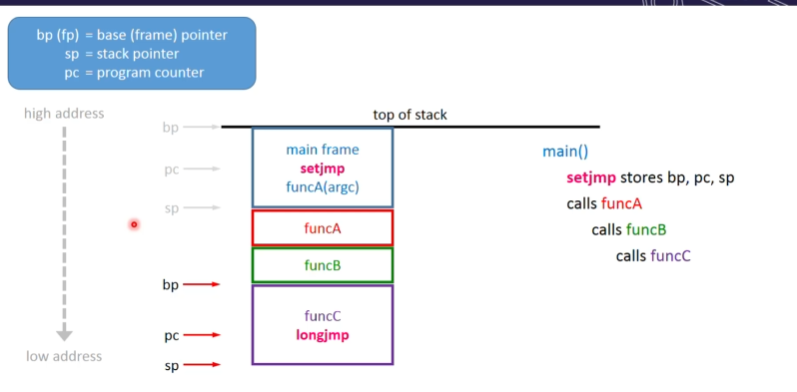 bp (fp) = base (frame) pointer
sp = stack pointer
pc = program counter
high address
top of stack
bp
main frame
setjmp
funcA(argc)
pc
sp
funcA
funcB
bp
funcC
longjmp
pc
sp
low address
main()
setjmp stores bp, pc, sp
calls funcA
calls funcB
calls funcC